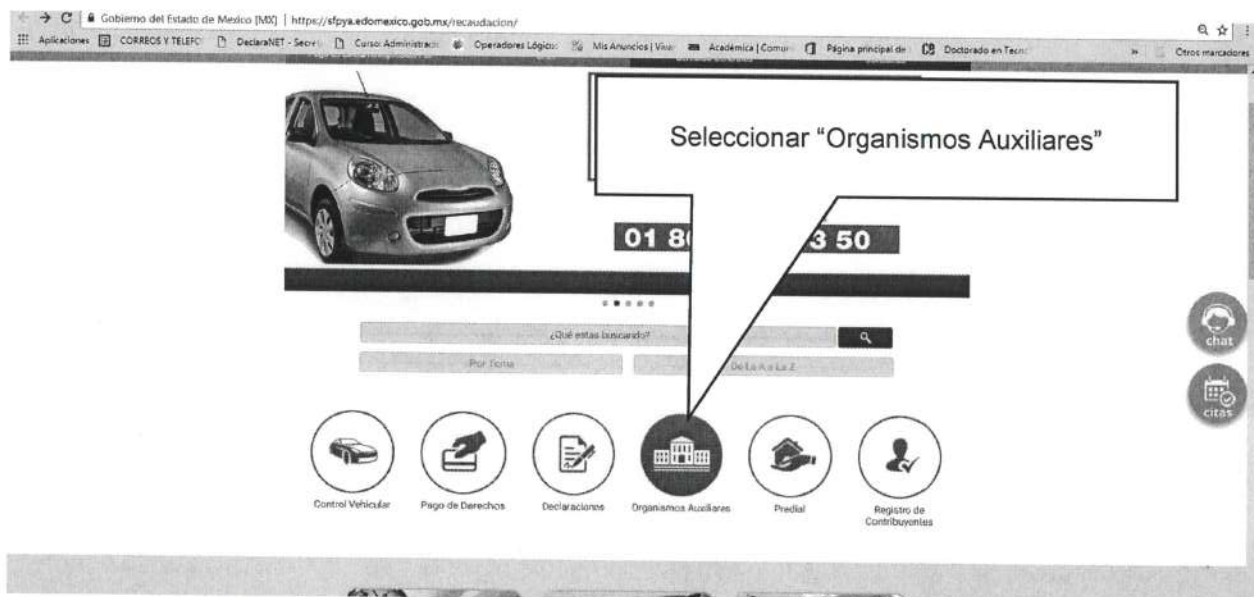 Gobierno del Estado de Mexico [MX] | https://sfpya.edomexico.gob.mx/recaudacion/
Aplicaciones CORREOS Y TELEFO DeclaraNET - Secre Curso: Administraci Operadores Lógico: Mis Anuncios | Viva Académica | Comun Página principal de Doctorado en Tecn » Otros marcadores
Seleccionar “Organismos Auxiliares”
01 80 3 50
¿Qué estas buscando?
Por Tema De La A a La Z
chat
citas
Control Vehicular Pago de Derechos Declaraciones Organismos Auxiliares Predial Registro de
Contribuyentes